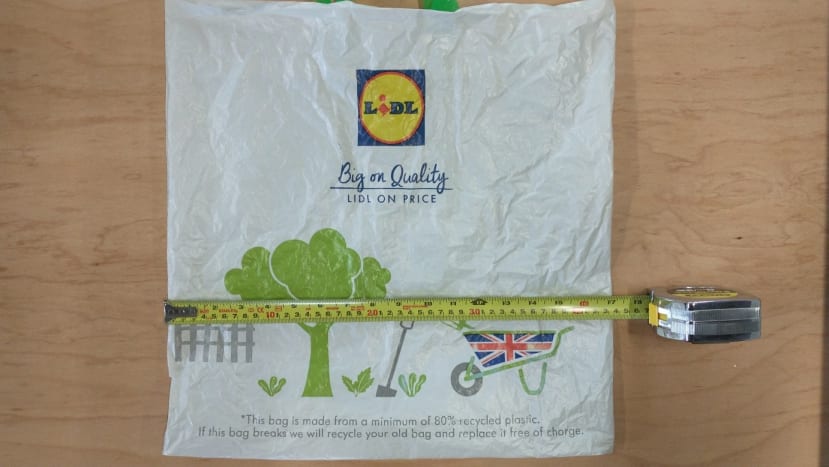 LiDL
Big on Quality
LIDL ON PRICE
*This bag is made from a minimum of 80% recycled plastic.
If this bag breaks we will recycle your old bag and replace it free of charge.